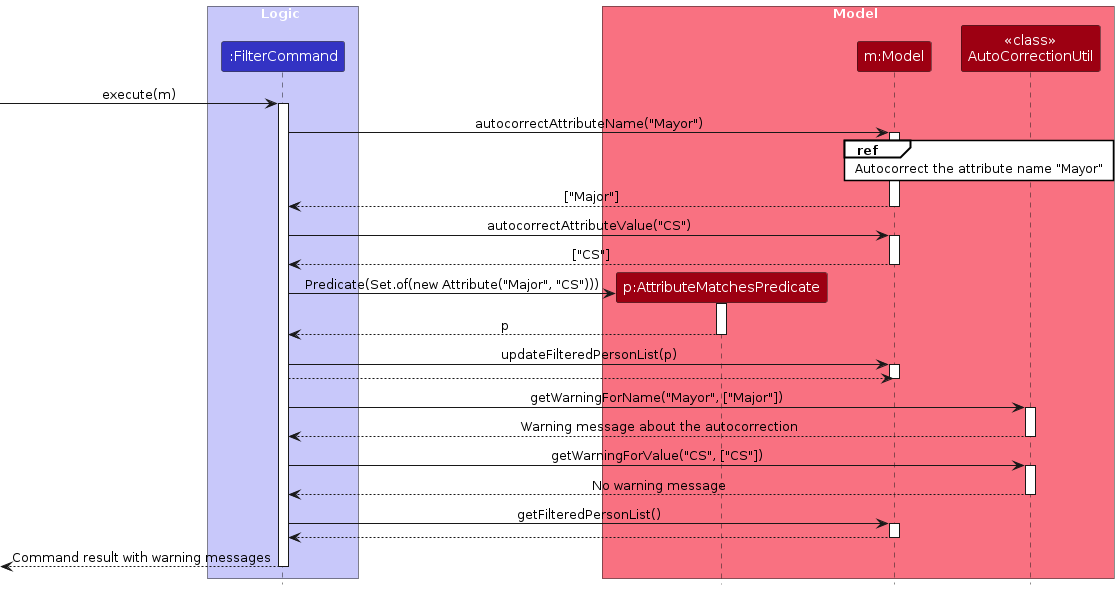 Logic
Model
:FilterCommand
m:Model
«class»
AutoCorrectionUtil
execute(m)
autocorrectAttributeName("Mayor")
ref
Autocorrect the attribute name "Mayor"
["Major"]
autocorrectAttributeValue("CS")
["CS"]
Predicate(Set.of(new Attribute("Major", "CS")))
p:AttributeMatchesPredicate
p
updateFilteredPersonList(p)
getWarningForName("Mayor", ["Major"])
Warning message about the autocorrection
getWarningForValue("CS", ["CS"])
No warning message
getFilteredPersonList()
Command result with warning messages